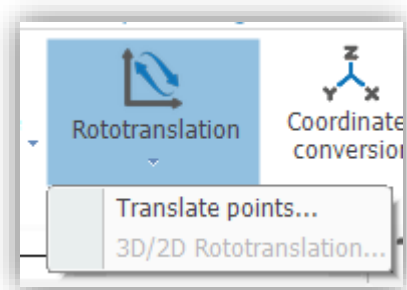 Z
Y X
Rototranslation
Coordinate
conversion
Translate points...
3D/2D Rototranslation...